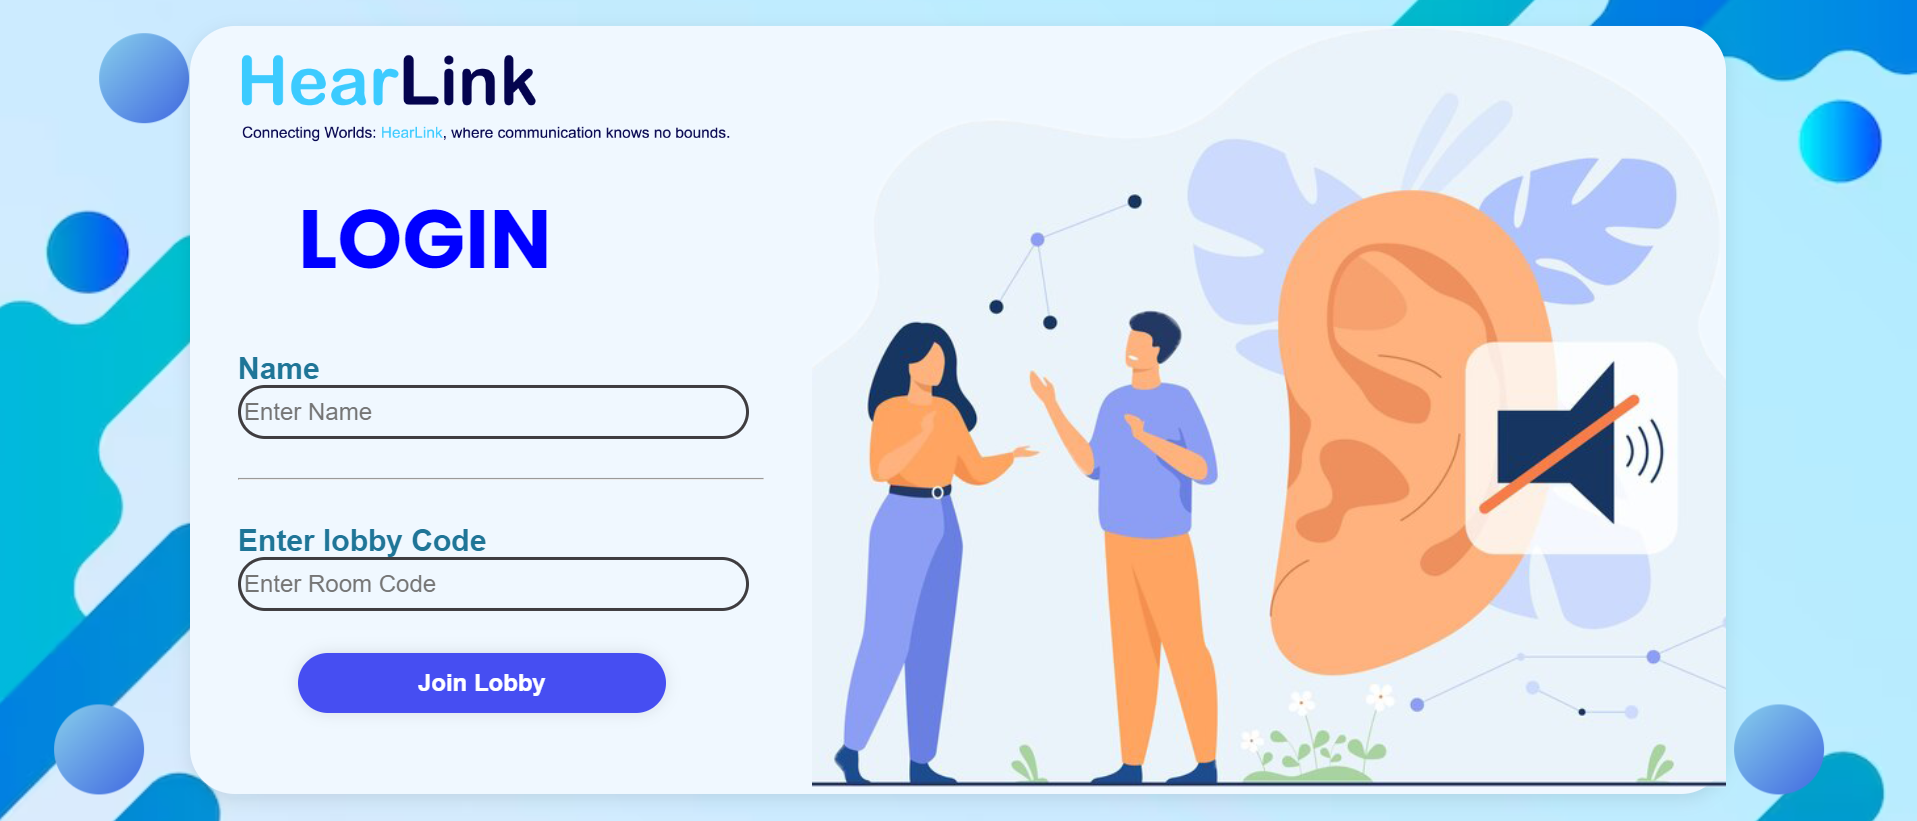 HearLink
Connecting Worlds: HearLink, where communication knows no bounds.
LOGIN
Name
Enter Name
Enter lobby Code
Enter Room Code
Join Lobby